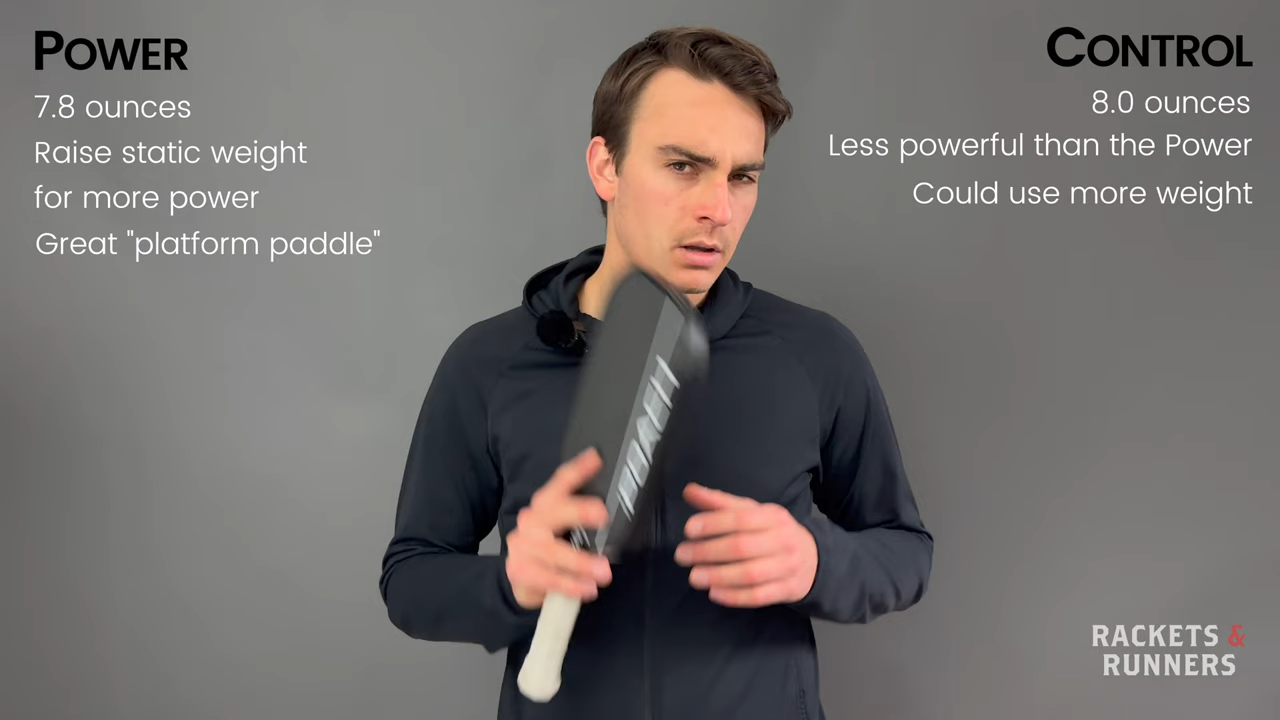 POWER
7.8 ounces
Raise static weight
for more power
Great "platform paddle"
CONTROL
8.0 ounces
Less powerful than the Power
Could use more weight
RACKETS &
RUNNERS